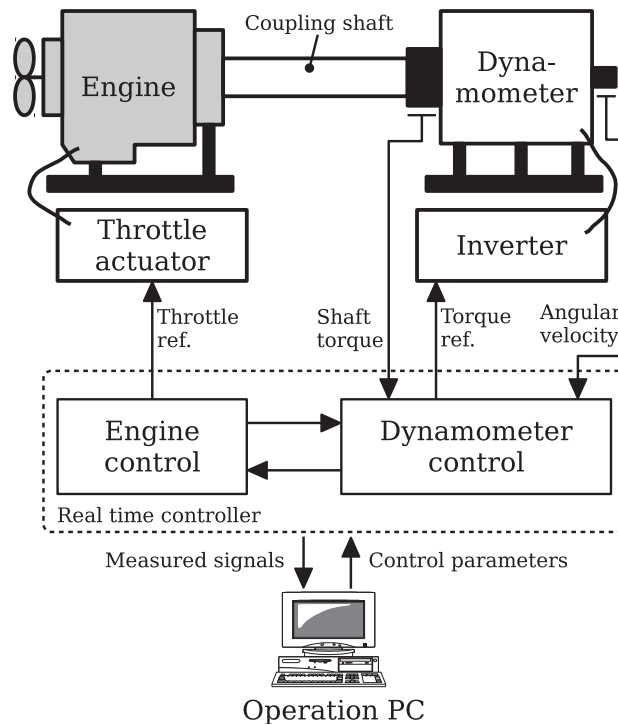 Coupling shaft
Engine
Dyna-
mometer
Throttle
actuator
Inverter
Throttle
ref.
Shaft
torque
Torque
ref.
Angular
velocity
Engine
control
Dynamometer
control
Real time controller
Measured signals
Control parameters
Operation PC